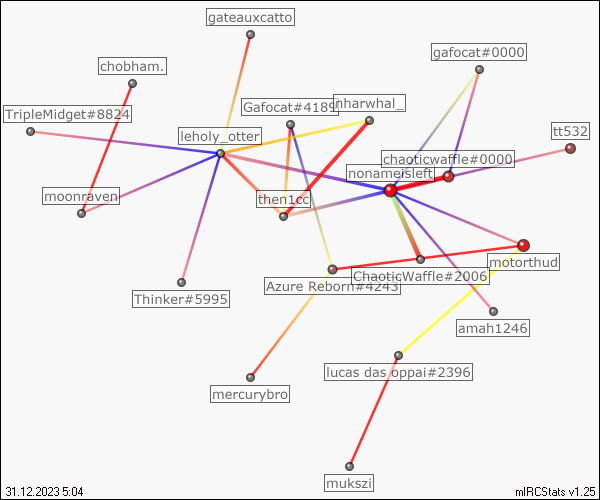 gateauxcatto
gafocat#0000
chobham.
TripleMidget#8824
Gafocat#4189
nharwhal_
leholy_otter
tt532
chaoticwaffle#0000
nonameisleft
moonraven
then1cc
motorthud
ChaoticWaffle#2006
Azure Reborn#4243
Thinker#5995
amah1246
lucas das oppai#2396
mercurybro
mukszi
31.12.2023 5:04
mIRCStats v1.25